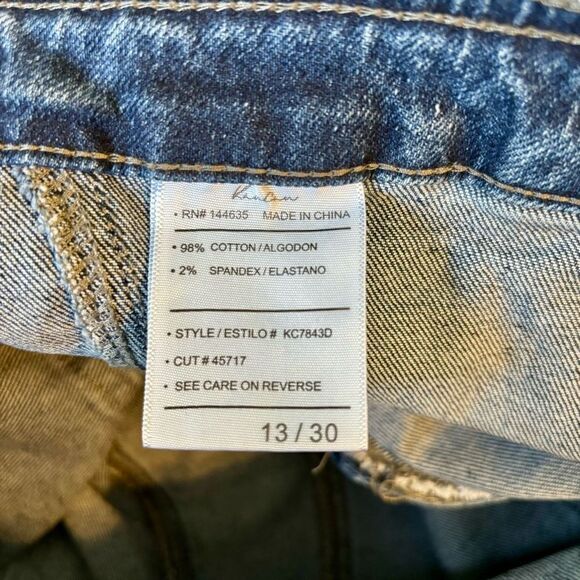 kancan
• RN# 144635 MADE IN CHINA
• 98% COTTON/ALGODON
• 2% SPANDEX/ELASTANO
• STYLE / ESTILO # KC7843D
• CUT # 45717
• SEE CARE ON REVERSE
13 / 30